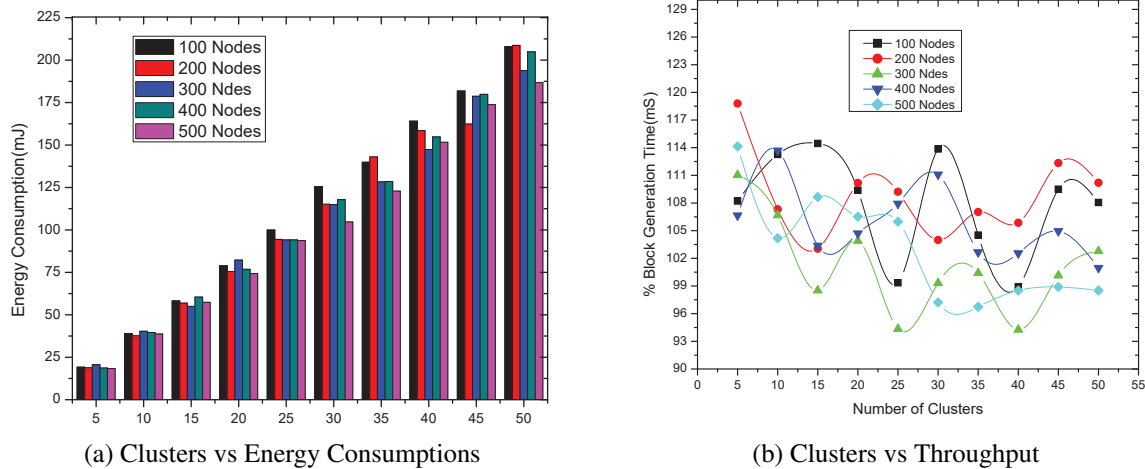 225
200
175
150
125
100
75
50
25
0
Energy Consumption(mJ)
100 Nodes
200 Nodes
300 Nodes
400 Nodes
500 Nodes
5 10 15 20 25 30 35 40 45 50
(a) Clusters vs Energy Consumptions
129
126
123
120
117
114
111
108
105
102
99
96
93
90
% Block Generation Time(mS)
100 Nodes
200 Nodes
300 Ndes
400 Nodes
500 Nodes
0 5 10 15 20 25 30 35 40 45 50 55
Number of Clusters
(b) Clusters vs Throughput